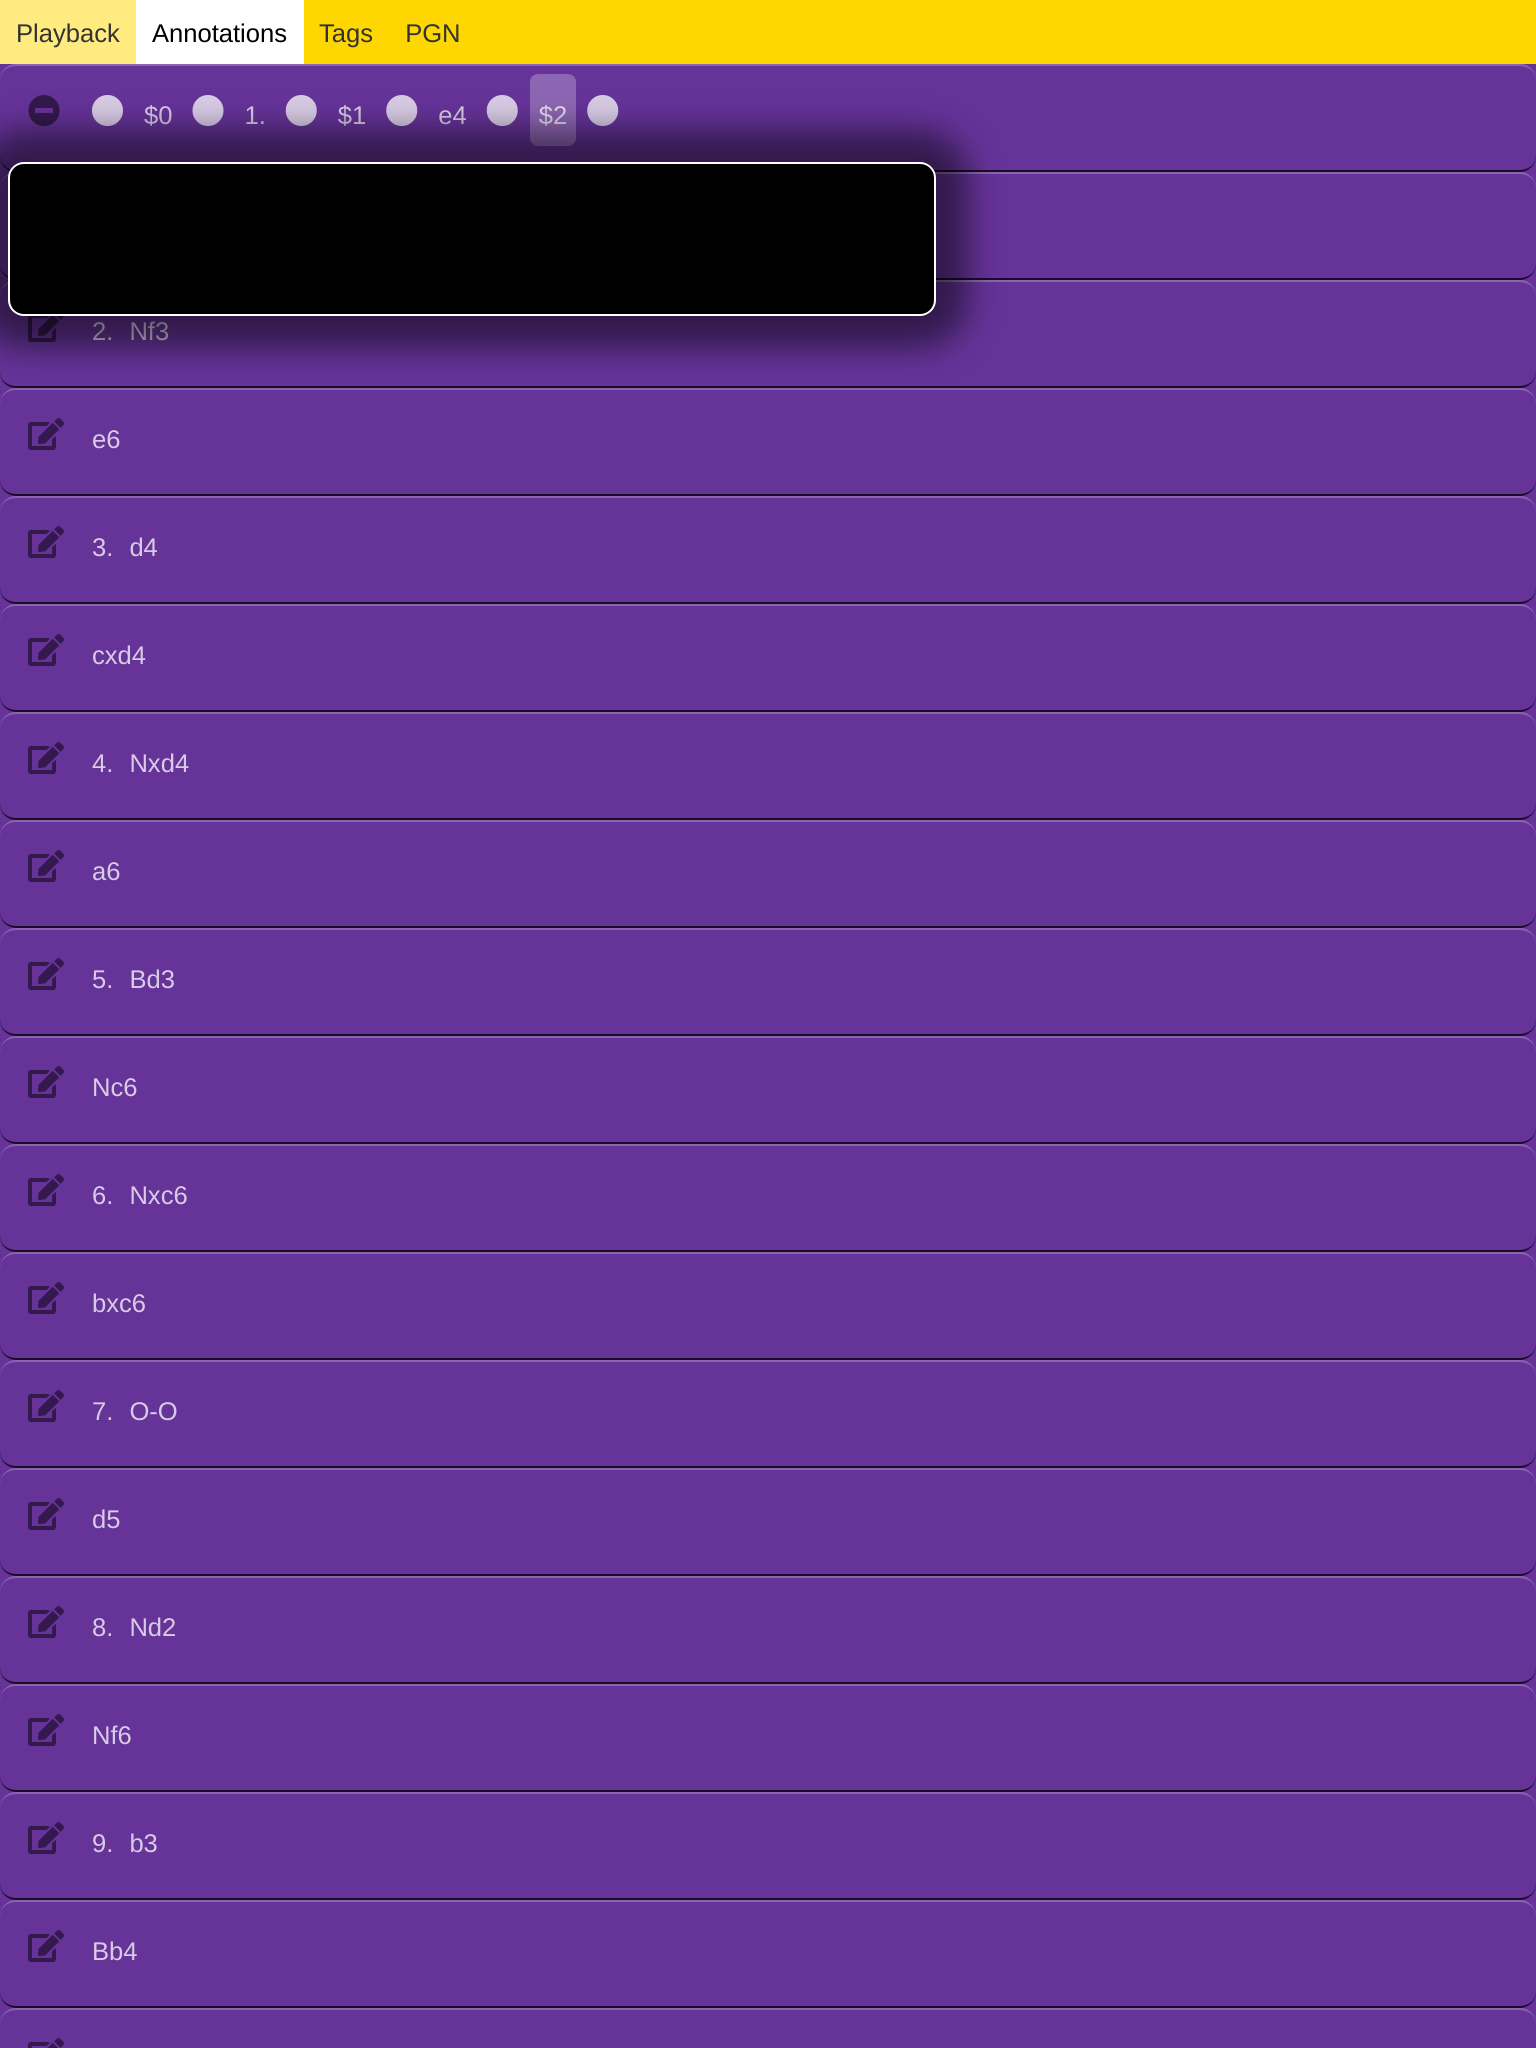 Playback Annotations Tags PGN
$0 1. $1 e4 $2
2. Nf3
e6
3. d4
cxd4
4. Nxd4
a6
5. Bd3
Nc6
6. Nxc6
bxc6
7. O-O
d5
8. Nd2
Nf6
9. b3
Bb4